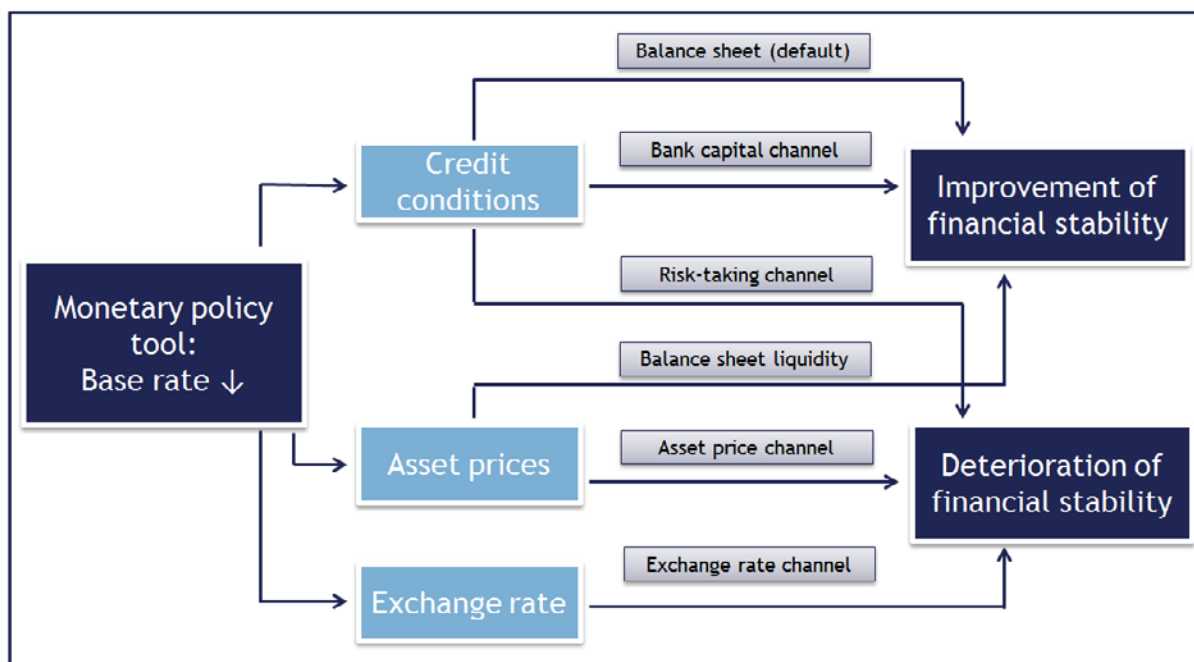 Balance sheet (default)
Credit
conditions
Bank capital channel
Improvement of
financial stability
Risk-taking channel
Monetary policy
tool:
Base rate ↓
Balance sheet liquidity
Asset prices
Asset price channel
Deterioration of
financial stability
Exchange rate channel
Exchange rate